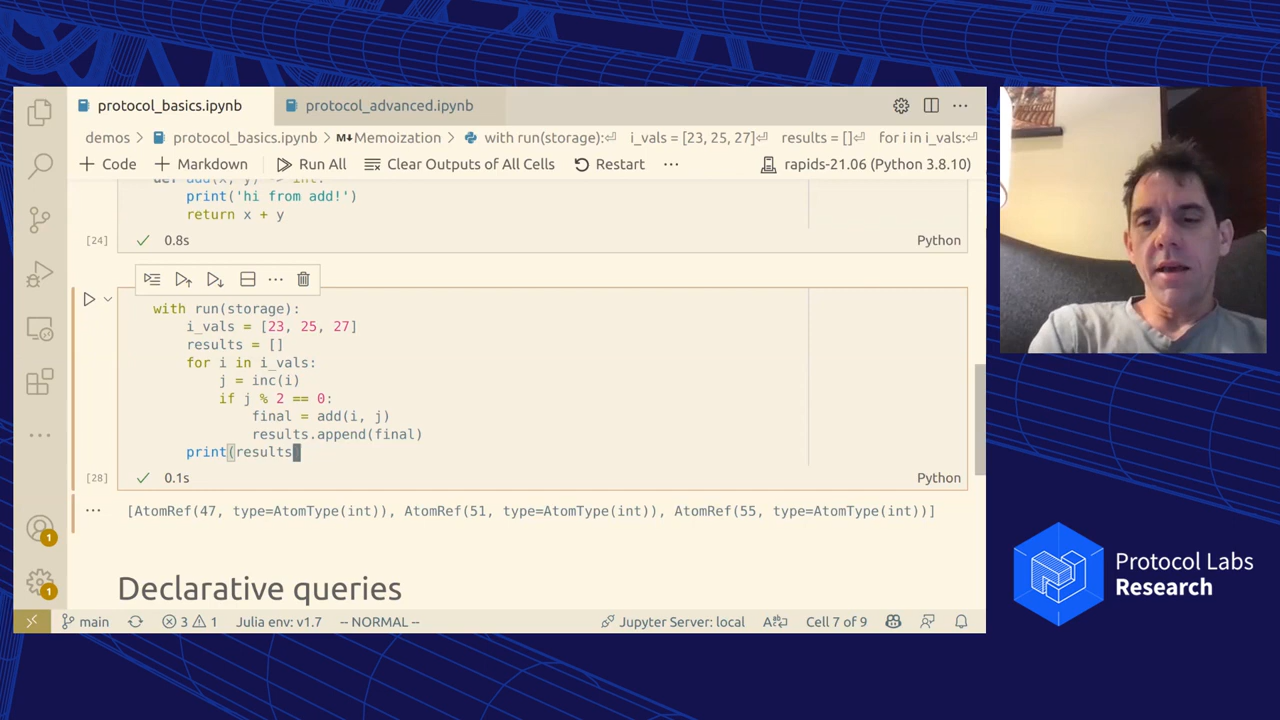 protocol_basics.ipynb
protocol_advanced.ipynb
demos > protocol_basics.ipynb > M↓Memoization > with run(storage):⏎ i_vals = [23, 25, 27]⏎ results = []⏎ for i in i_vals:⏎
+ Code + Markdown Run All Clear Outputs of All Cells Restart ··· rapids-21.06 (Python 3.8.10)
print('hi from add!')
return x + y
[24] ✓ 0.8s Python
with run(storage):
i_vals = [23, 25, 27]
results = []
for i in i_vals:
j = inc(i)
if j % 2 == 0:
final = add(i, j)
results.append(final)
print(results)
[28] ✓ 0.1s Python
[AtomRef(47, type=AtomType(int)), AtomRef(51, type=AtomType(int)), AtomRef(55, type=AtomType(int))]
Declarative queries
1
1
main 3 1 Julia env: v1.7 -- NORMAL -- Jupyter Server: local Cell 7 of 9
Protocol Labs
Research